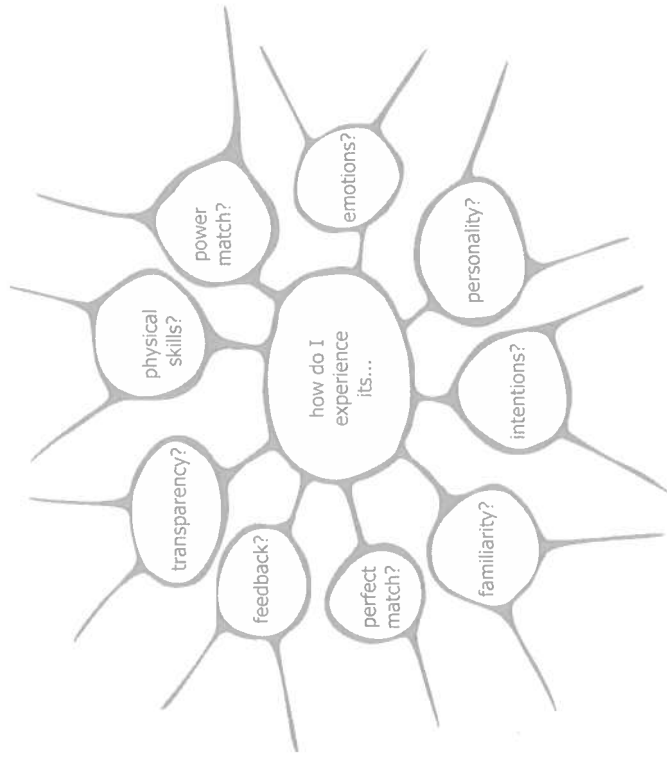 how do I
experience
its...
emotions?
personality?
intentions?
familiarity?
perfect
match?
feedback?
transparency?
physical
skills?
power
match?